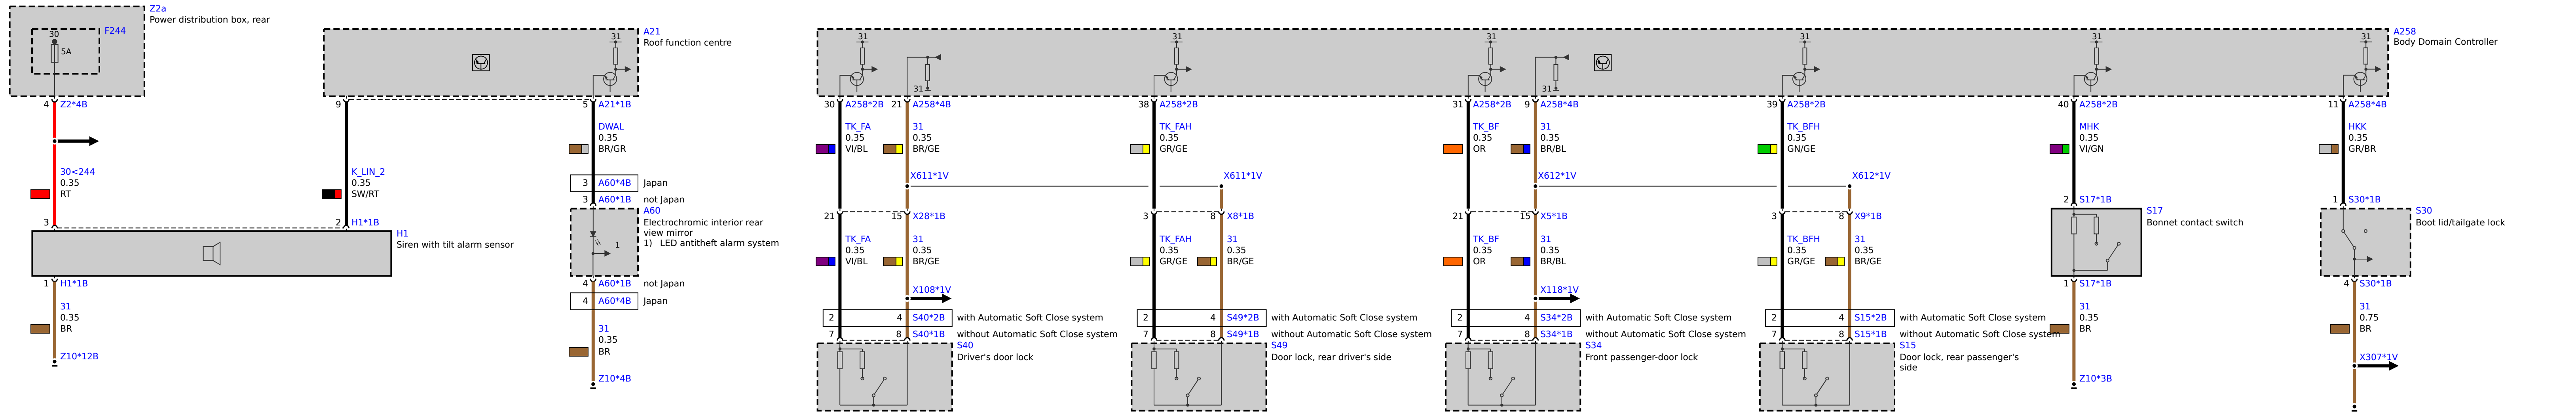 Z2a
Power distribution box, rear
F244
30
5A
4 Z2*4B
30<244
0.35
RT
3
2 H1*1B
H1
Siren with tilt alarm sensor
1 H1*1B
31
0.35
BR
Z10*12B
A21
Roof function centre
31
9
5 A21*1B
K_LIN_2
0.35
SW/RT
DWAL
0.35
BR/GR
3 A60*4B Japan
3 A60*1B not Japan
A60
Electrochromic interior rear
view mirror
1) LED antitheft alarm system
1
4 A60*1B not Japan
4 A60*4B Japan
31
0.35
BR
Z10*4B
A258
Body Domain Controller
31
31
31
31
31
31
31
31
30 A258*2B
21 A258*4B
38 A258*2B
31 A258*2B
9 A258*4B
39 A258*2B
40 A258*2B
11 A258*4B
TK_FA
0.35
VI/BL
31
0.35
BR/GE
X611*1V
21
15 X28*1B
TK_FA
0.35
VI/BL
31
0.35
BR/GE
X108*1V
2 4 S40*2B with Automatic Soft Close system
7 8 S40*1B without Automatic Soft Close system
S40
Driver's door lock
TK_FAH
0.35
GR/GE
X611*1V
3
8 X8*1B
TK_FAH
0.35
GR/GE
31
0.35
BR/GE
2 4 S49*2B with Automatic Soft Close system
7 8 S49*1B without Automatic Soft Close system
S49
Door lock, rear driver's side
TK_BF
0.35
OR
31
0.35
BR/BL
X612*1V
21
15 X5*1B
TK_BF
0.35
OR
31
0.35
BR/BL
X118*1V
2 4 S34*2B with Automatic Soft Close system
7 8 S34*1B without Automatic Soft Close system
S34
Front passenger-door lock
TK_BFH
0.35
GN/GE
X612*1V
3
8 X9*1B
TK_BFH
0.35
GR/GE
31
0.35
BR/GE
2 4 S15*2B with Automatic Soft Close system
7 8 S15*1B without Automatic Soft Close system
S15
Door lock, rear passenger's
side
MHK
0.35
VI/GN
2 S17*1B
S17
Bonnet contact switch
1 S17*1B
31
0.35
BR
Z10*3B
HKK
0.35
GR/BR
1 S30*1B
S30
Boot lid/tailgate lock
4 S30*1B
31
0.75
BR
X307*1V